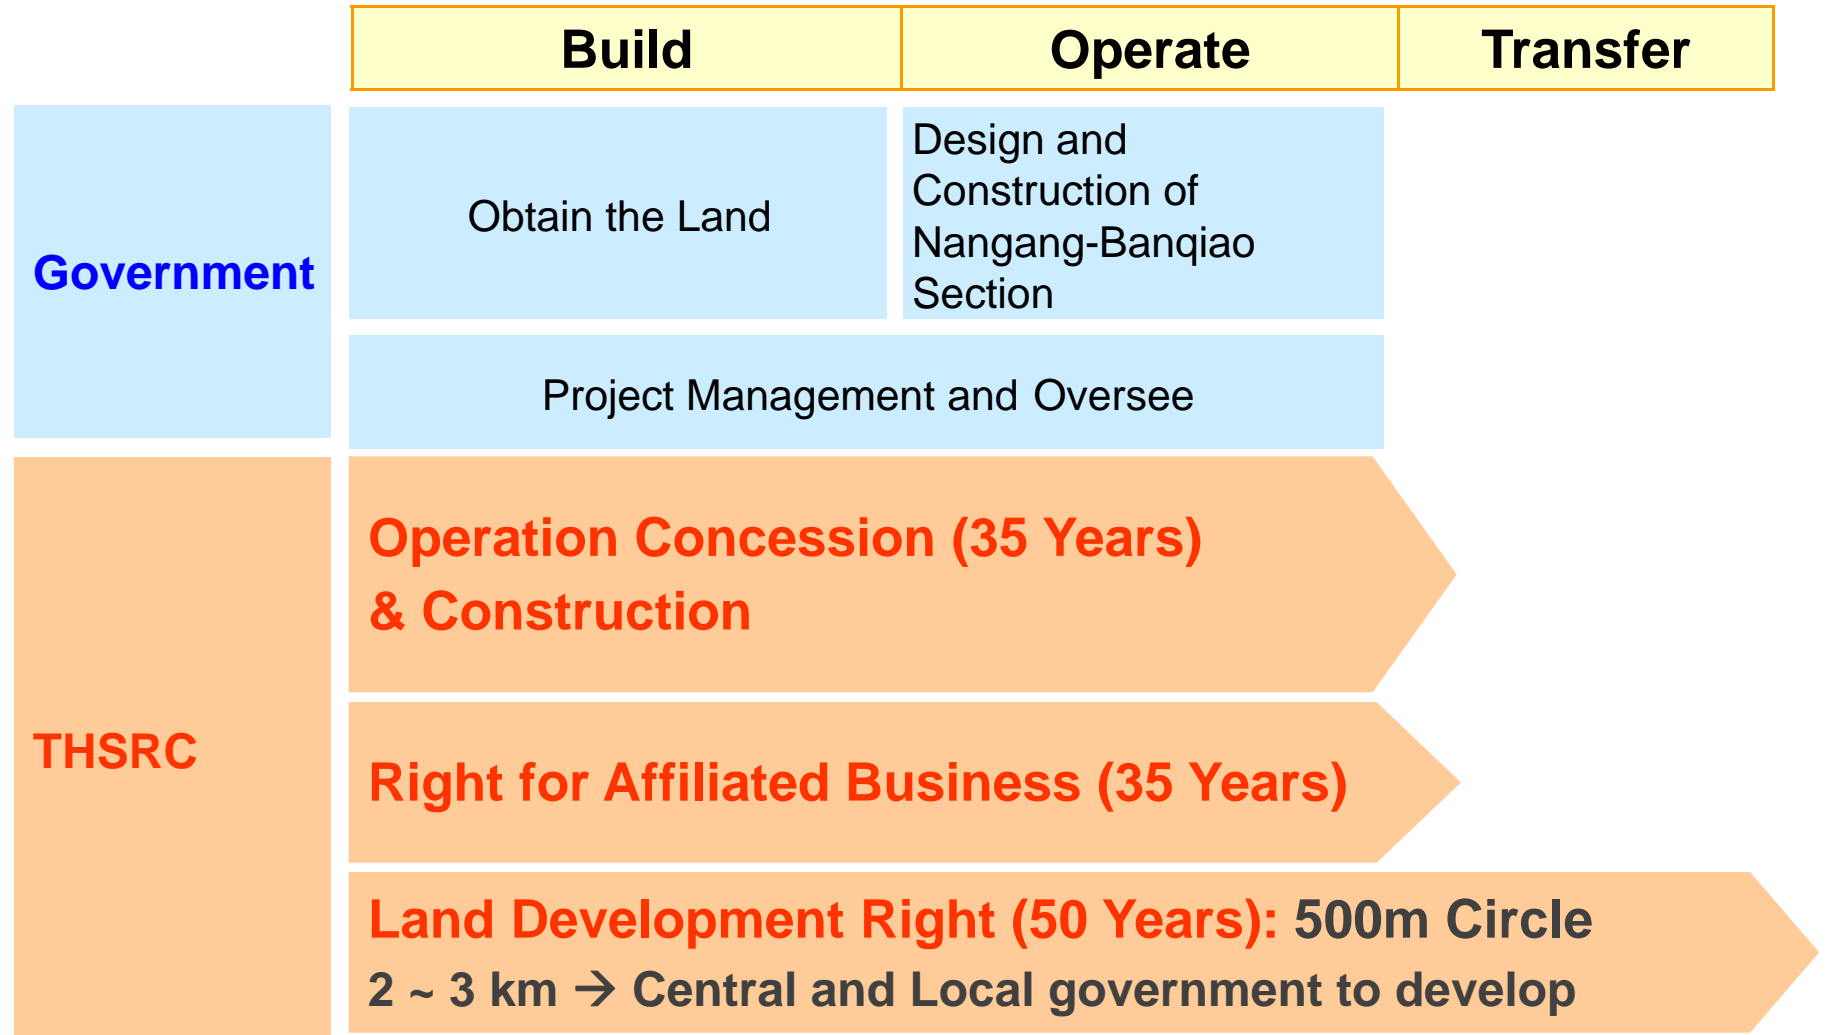 Build Operate Transfer
Government
Obtain the Land
Design and
Construction of
Nangang-Banqiao
Section
Project Management and Oversee
THSRC
Operation Concession (35 Years)
& Construction
Right for Affiliated Business (35 Years)
Land Development Right (50 Years): 500m Circle
2 ~ 3 km → Central and Local government to develop